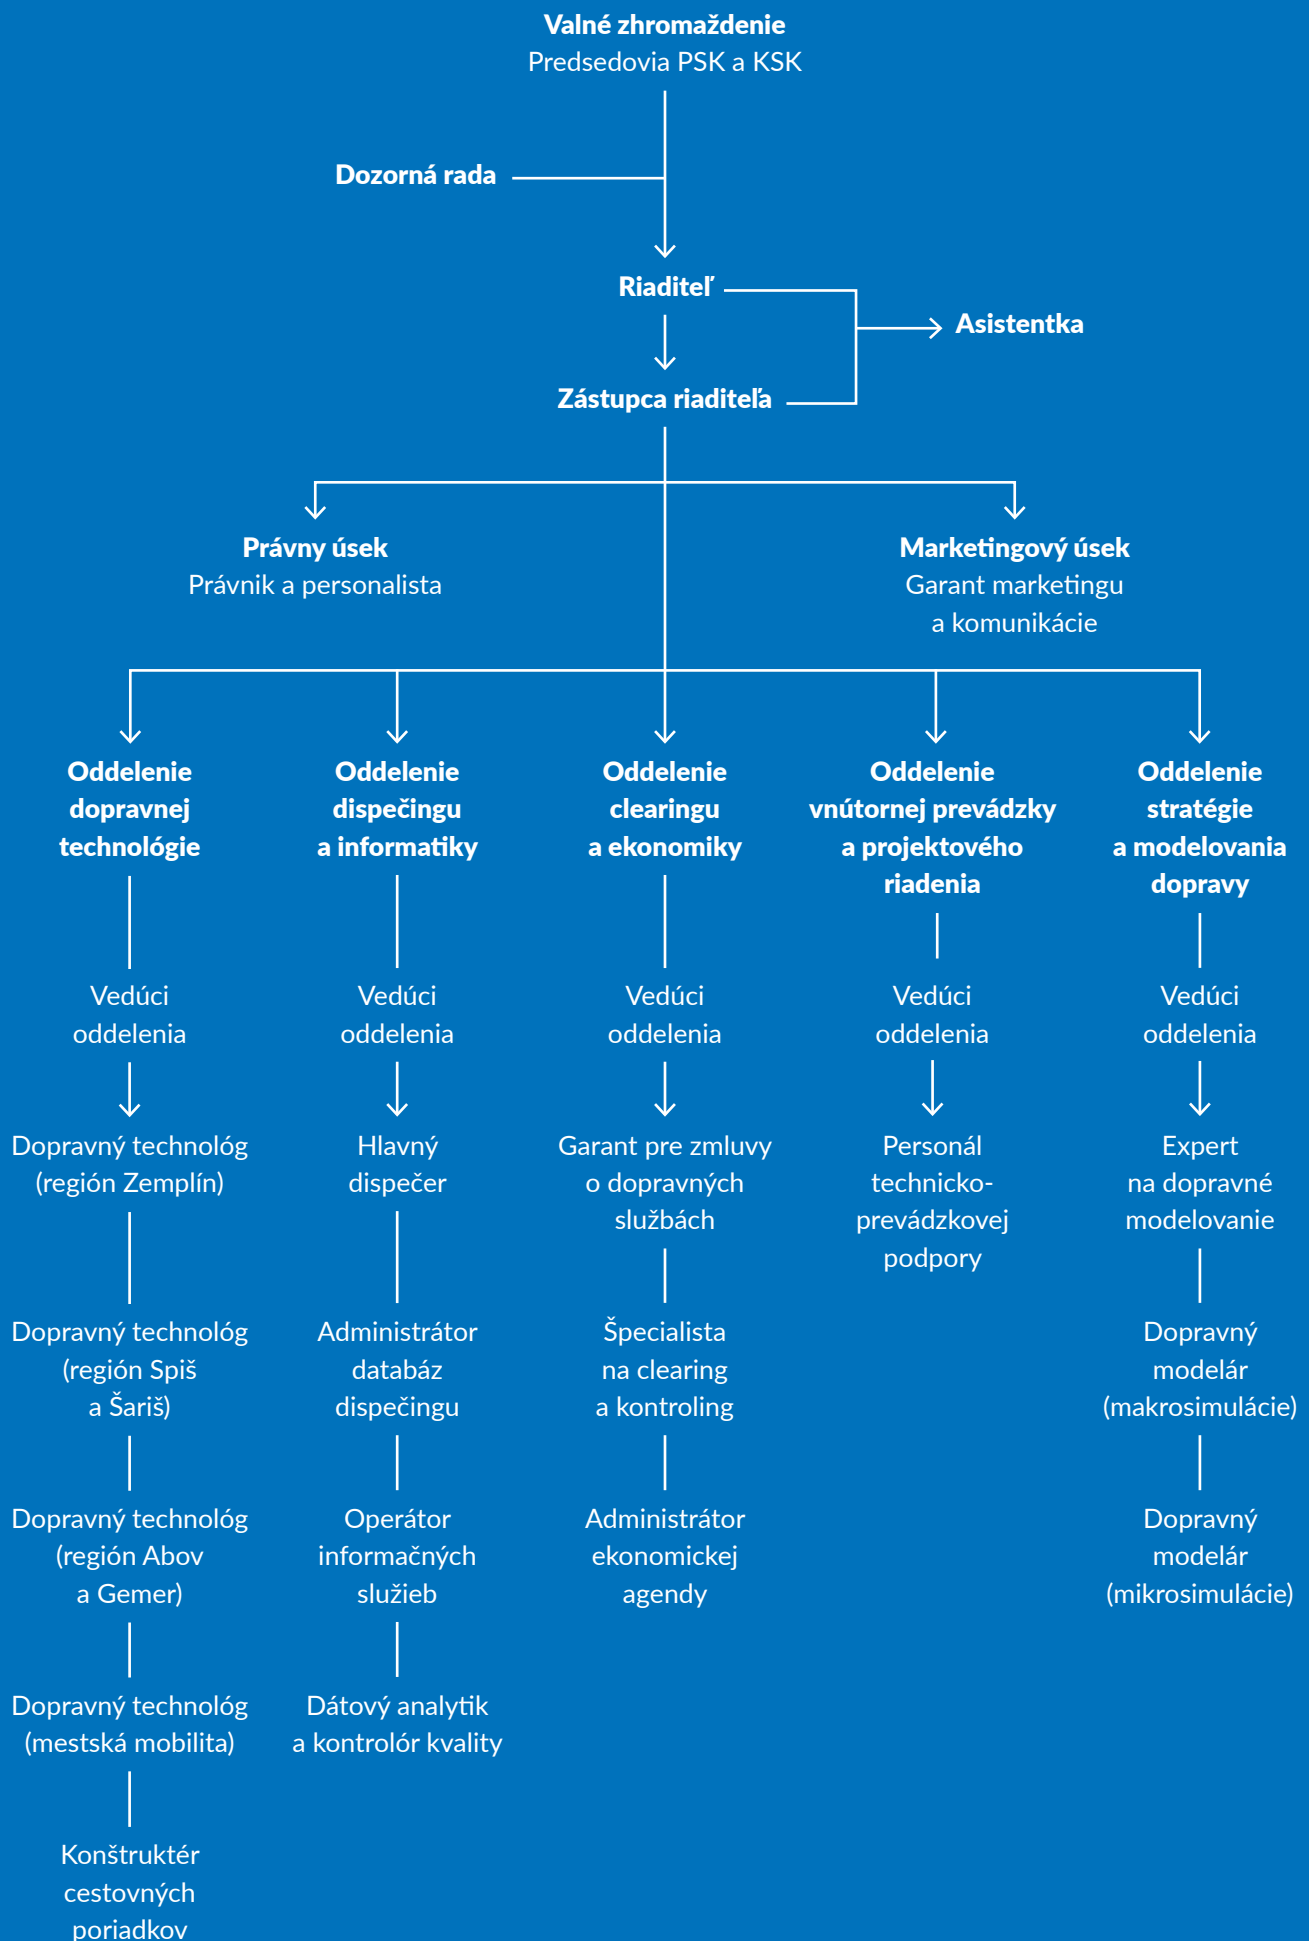 Valné zhromaždenie
Predsedovia PSK a KSK
Dozorná rada
Riaditeľ
Asistentka
Zástupca riaditeľa
Právny úsek
Právnik a personalista
Marketingový úsek
Garant marketingu
a komunikácie
Oddelenie
dopravnej
technológie
Vedúci
oddelenia
Dopravný technológ
(región Zemplín)
Dopravný technológ
(región Spiš
a Šariš)
Dopravný technológ
(región Abov
a Gemer)
Dopravný technológ
(mestská mobilita)
Konštruktér
cestovných
poriadkov
Oddelenie
dispečingu
a informatiky
Vedúci
oddelenia
Hlavný
dispečer
Administrátor
databáz
dispečingu
Operátor
informačných
služieb
Dátový analytik
a kontrolór kvality
Oddelenie
clearingu
a ekonomiky
Vedúci
oddelenia
Garant pre zmluvy
o dopravných
službách
Špecialista
na clearing
a kontroling
Administrátor
ekonomickej
agendy
Oddelenie
vnútornej prevádzky
a projektového
riadenia
Vedúci
oddelenia
Personál
technicko-
prevádzkovej
podpory
Oddelenie
stratégie
a modelovania
dopravy
Vedúci
oddelenia
Expert
na dopravné
modelovanie
Dopravný
modelár
(makrosimulácie)
Dopravný
modelár
(mikrosimulácie)